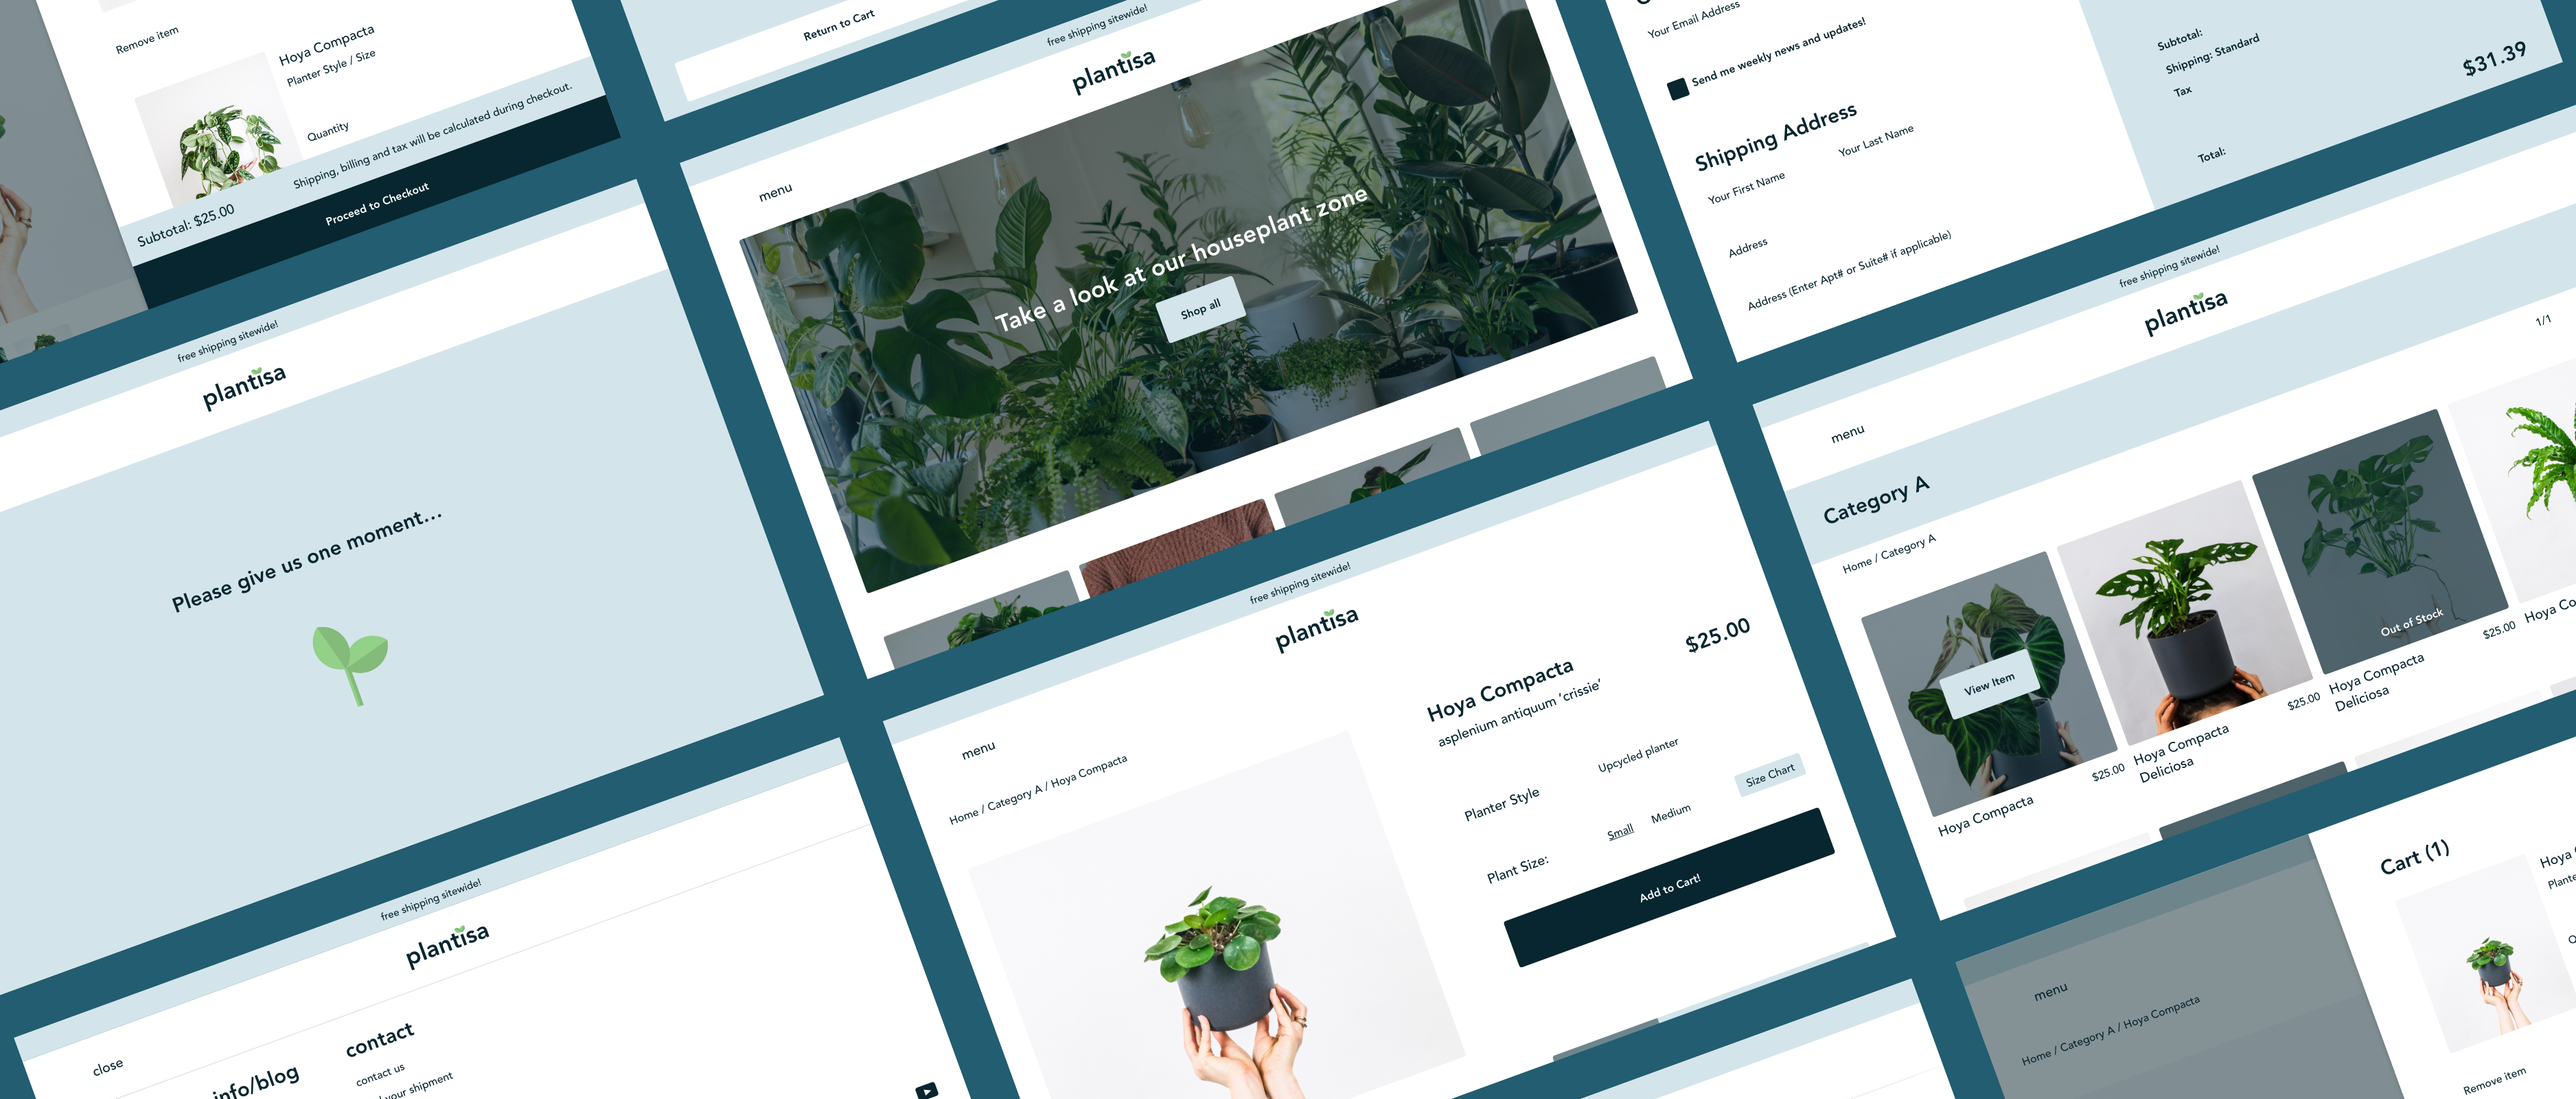 Remove item
Hoya Compacta
Planter Style / Size
Quantity
Shipping, billing and tax will be calculated during checkout.
Subtotal: $25.00
Proceed to Checkout
Return to Cart
free shipping sitewide!
plantisa
menu
Take a look at our houseplant zone
Shop all
Your Email Address
Send me weekly news and updates!
Shipping Address
Your First Name
Your Last Name
Address
Address (Enter Apt# or Suite# if applicable)
Subtotal:
Shipping: Standard
Tax
$31.39
Total:
free shipping sitewide!
plantisa
Please give us one moment...
free shipping sitewide!
plantisa
menu
1/1
Category A
Home / Category A
View Item
Out of Stock
Hoya Compacta
$25.00
Hoya Compacta
Deliciosa
$25.00
Hoya Compacta
Deliciosa
$25.00
Hoya
free shipping sitewide!
plantisa
menu
Home / Category A / Hoya Compacta
Hoya Compacta
$25.00
asplenium antiquum 'crissie'
Planter Style
Upcycled planter
Plant Size:
Small
Medium
Size Chart
Add to Cart!
free shipping sitewide!
plantisa
close
info/blog
contact
contact us
your shipment
menu
Home / Category A / Hoya Compacta
Cart (1)
Hoya
Remove item